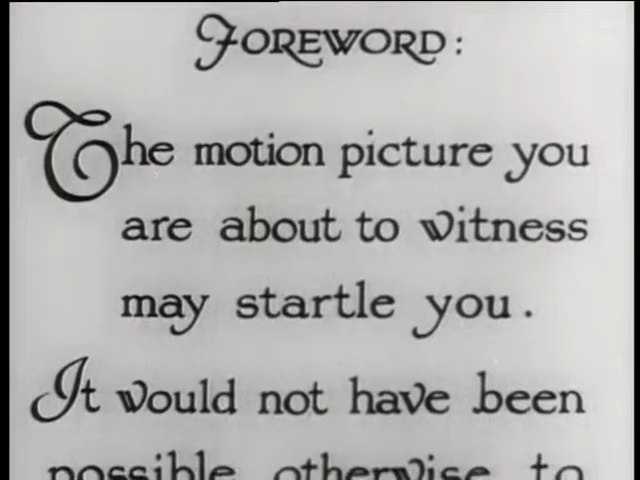 FOREWORD:
The motion picture you
are about to witness
may startle you.
It would not have been
possible, otherwise to